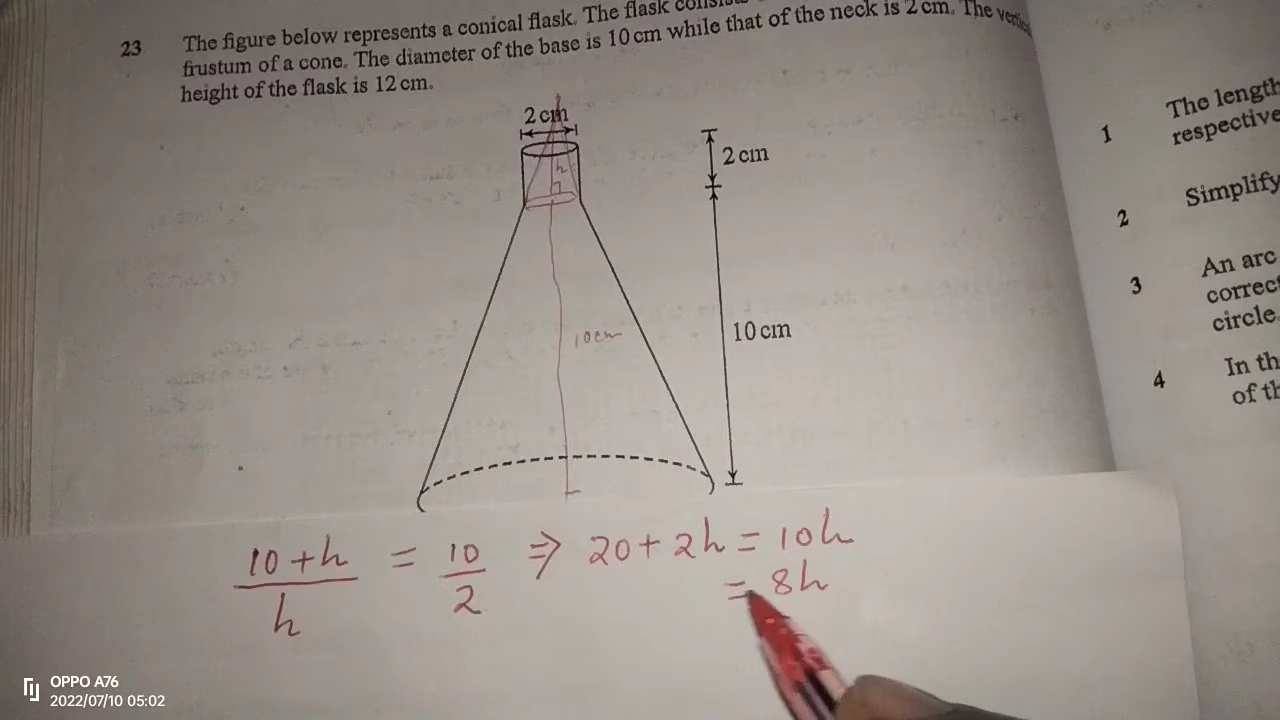 23 The figure below represents a conical flask. The flask
frustum of a cone. The diameter of the base is 10 cm while that of the neck is 2 cm. The
height of the flask is 12 cm.
2 cm
2 cm
h
10 cm
10 cm
10 + h / h = 10 / 2 ⇒ 20 + 2h = 10h
= 8h
1 The length
respective
2 Simplify
3 An arc
correct
circle
4 In th
of th
OPPO A76
2022/07/10 05:02